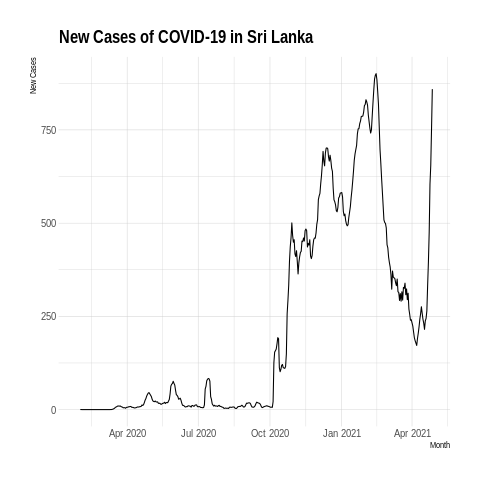 New Cases of COVID-19 in Sri Lanka
New Cases
750
500
250
0
Apr 2020 Jul 2020 Oct 2020 Jan 2021 Apr 2021
Month